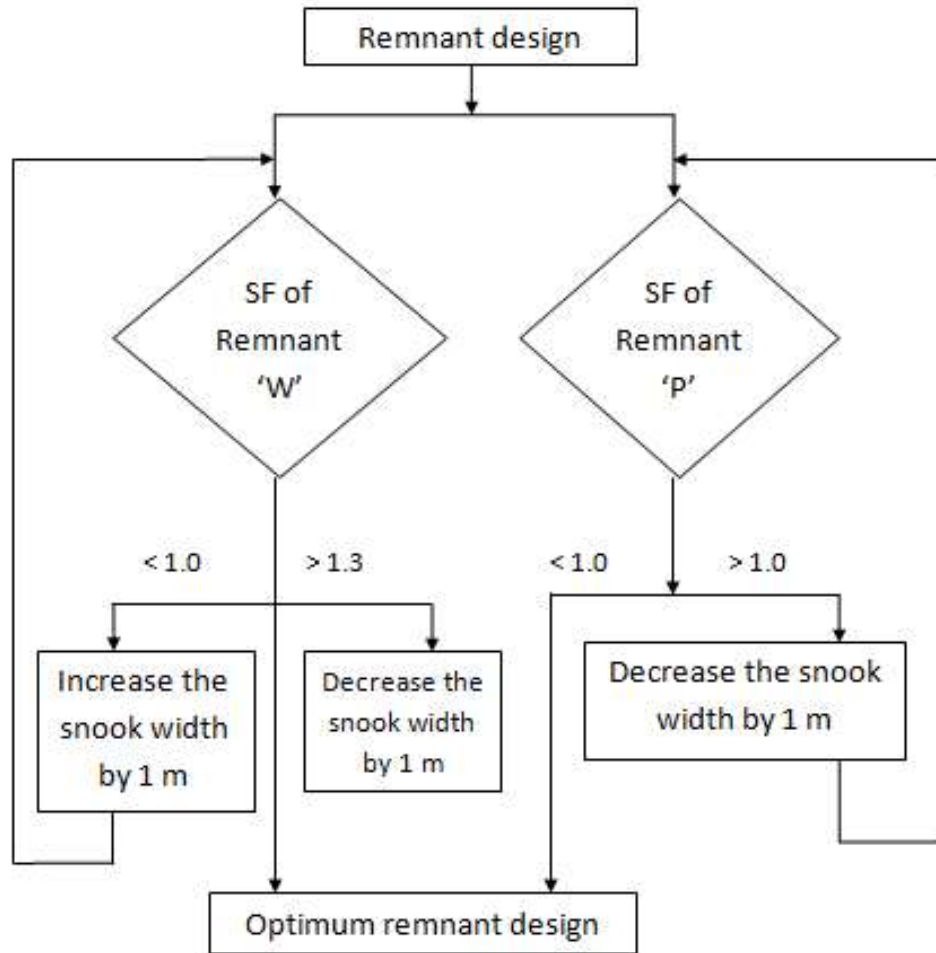 Remnant design
SF of
Remnant
‘W’
SF of
Remnant
‘P’
< 1.0
> 1.3
< 1.0
> 1.0
Increase the
snook width
by 1 m
Decrease the
snook width
by 1 m
Decrease the snook
width by 1 m
Optimum remnant design